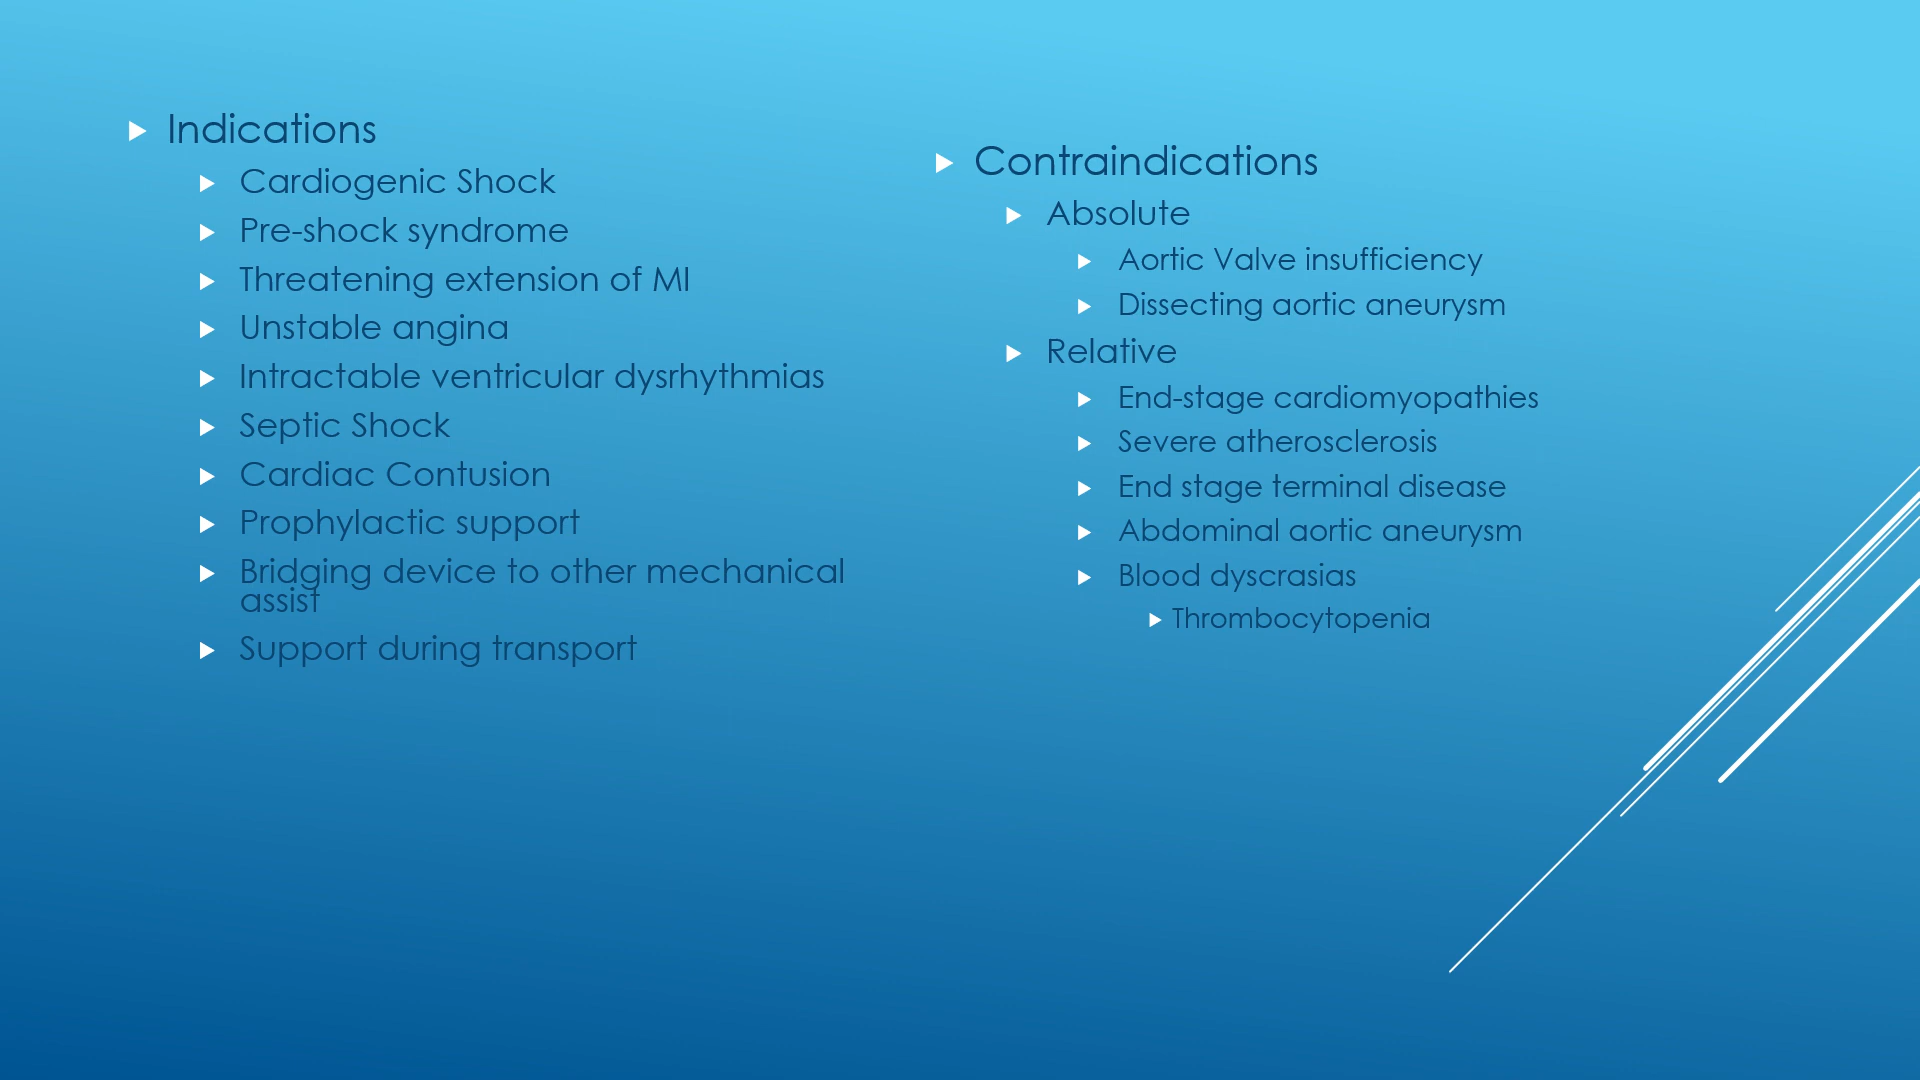 Indications
Cardiogenic Shock
Pre-shock syndrome
Threatening extension of MI
Unstable angina
Intractable ventricular dysrhythmias
Septic Shock
Cardiac Contusion
Prophylactic support
Bridging device to other mechanical
assist
Support during transport
Contraindications
Absolute
Aortic Valve insufficiency
Dissecting aortic aneurysm
Relative
End-stage cardiomyopathies
Severe atherosclerosis
End stage terminal disease
Abdominal aortic aneurysm
Blood dyscrasias
Thrombocytopenia